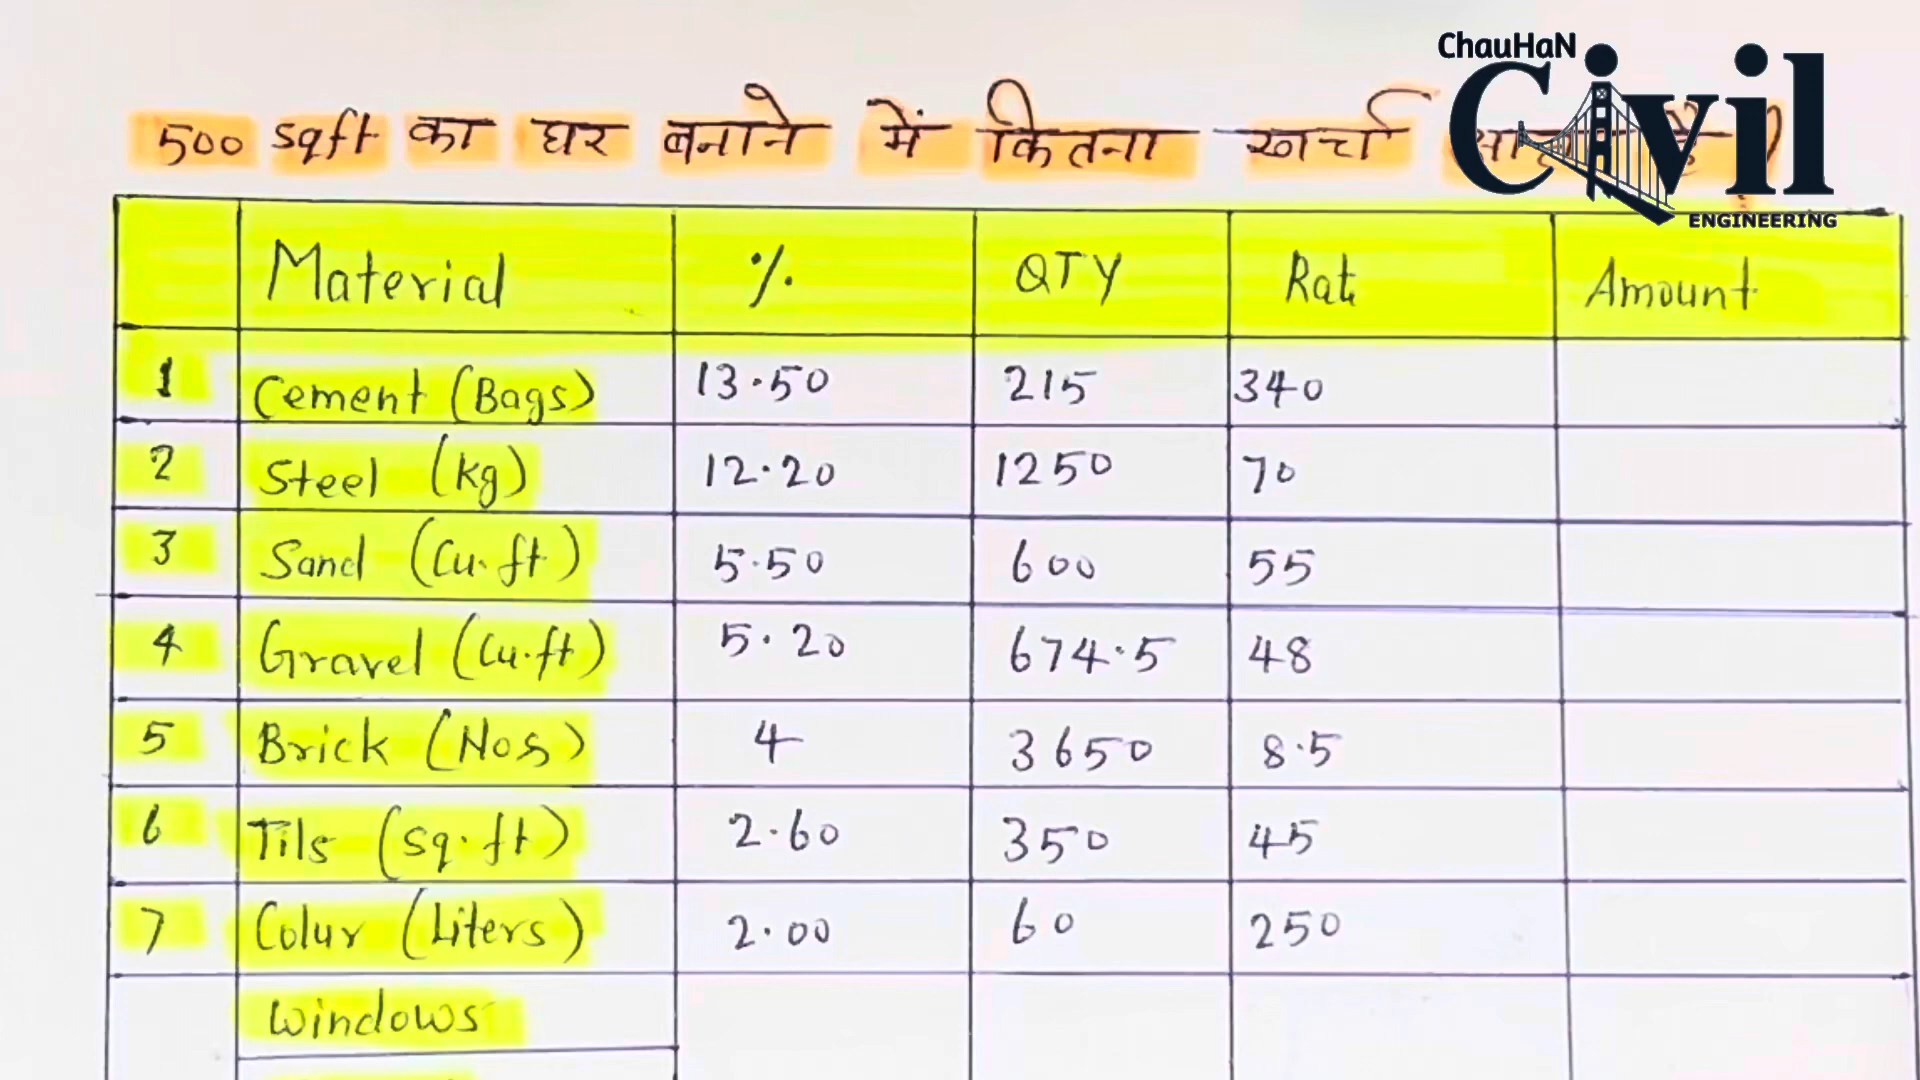 ChauHaN
Civil
ENGINEERING
500 sqft का घर बनाने में कितना खर्चा
Material % QTY Rate Amount
1 Cement (Bags) 13.50 215 340
2 Steel (kg) 12.20 1250 70
3 Sand (Cu.ft) 5.50 600 55
4 Gravel (Cu.ft) 5.20 674.5 48
5 Brick (Nos) 4 3650 8.5
6 Tils (sq.ft) 2.60 350 45
7 Colur (Liters) 2.00 60 250
Windows